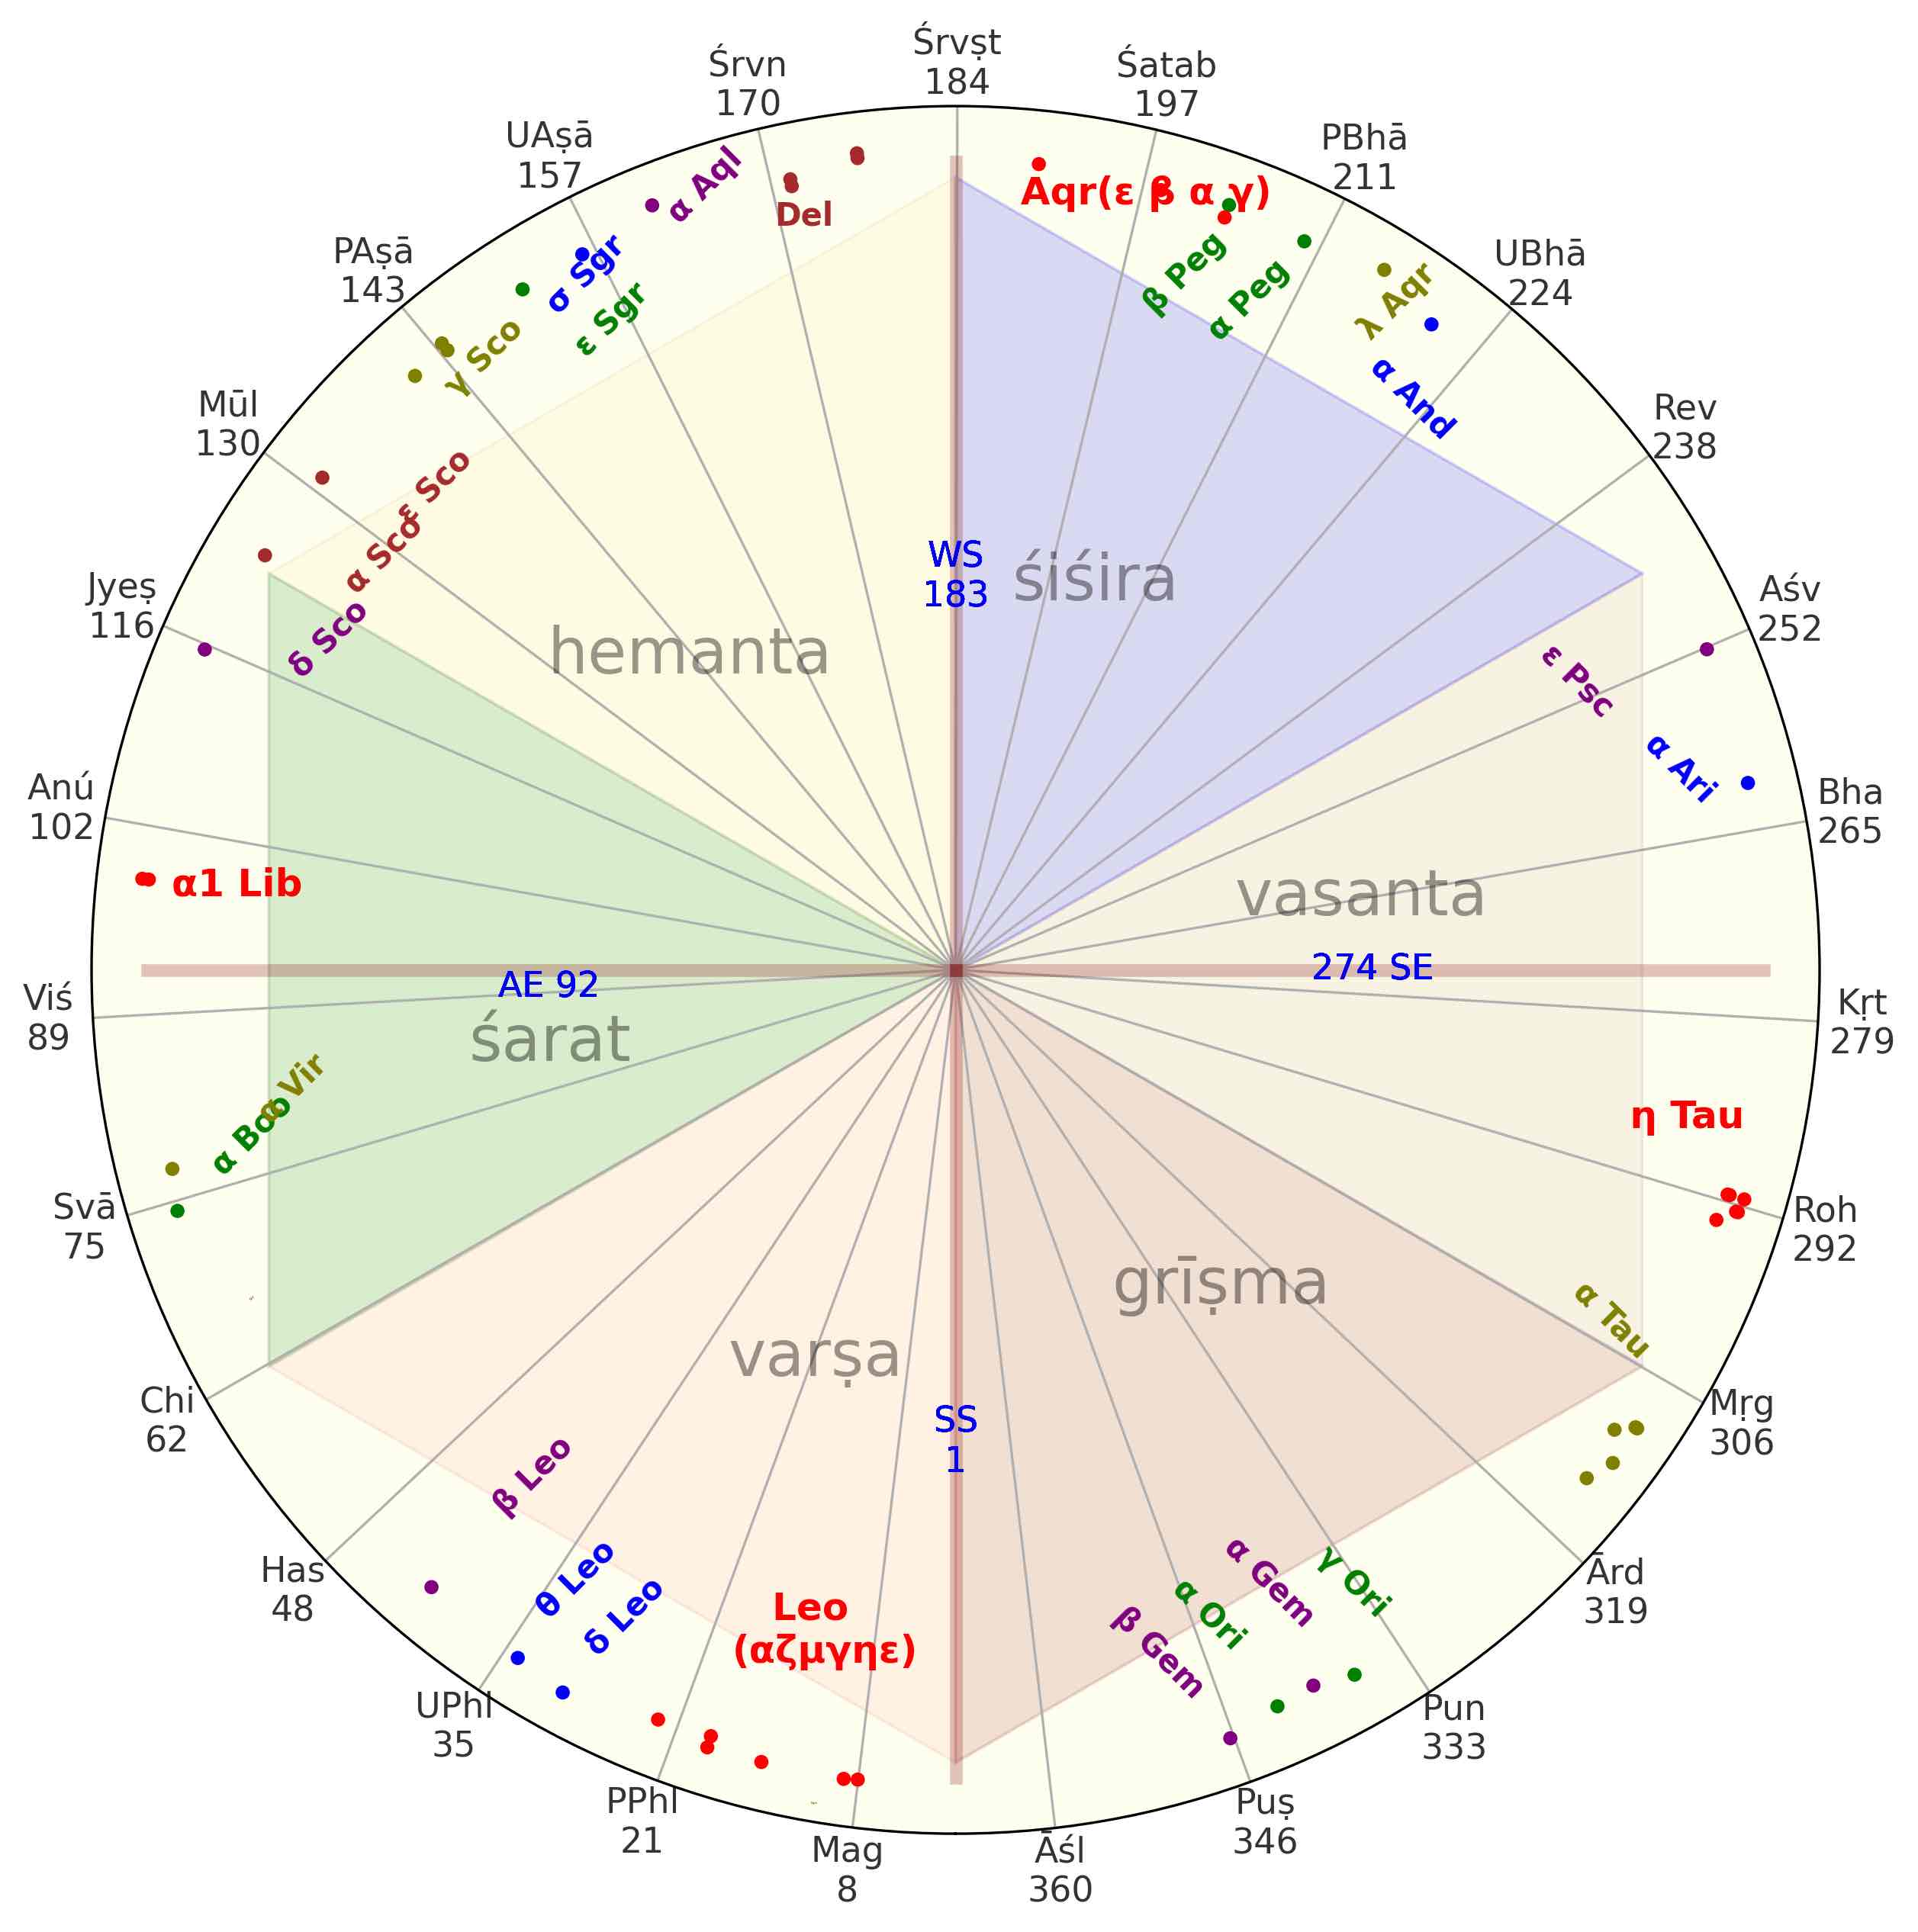 Śrvṣt
184
Śatab
197
PBhā
211
UBhā
224
Rev
238
Aśv
252
Bha
265
Kṛt
279
Roh
292
Mṛg
306
Ārd
319
Pun
333
Puṣ
346
Āśl
360
Mag
8
PPhl
21
UPhl
35
Has
48
Chi
62
Svā
75
Viś
89
Anú
102
Jyeṣ
116
Mūl
130
PAṣā
143
UAṣā
157
Śrvn
170
α Aql
Del
Aqr(ε β α γ)
β Peg
α Peg
λ Aqr
α And
σ Sgr
ε Sgr
γ Sco
ε Sco
α Sco
δ Sco
WS
183
śiśira
hemanta
ε Psc
α Ari
vasanta
α1 Lib
AE 92
274 SE
śarat
α Vir
α Boo
η Tau
α Tau
grīṣma
varṣa
SS
1
β Leo
θ Leo
δ Leo
Leo
(αζμγηε)
β Gem
α Ori
α Gem
γ Ori